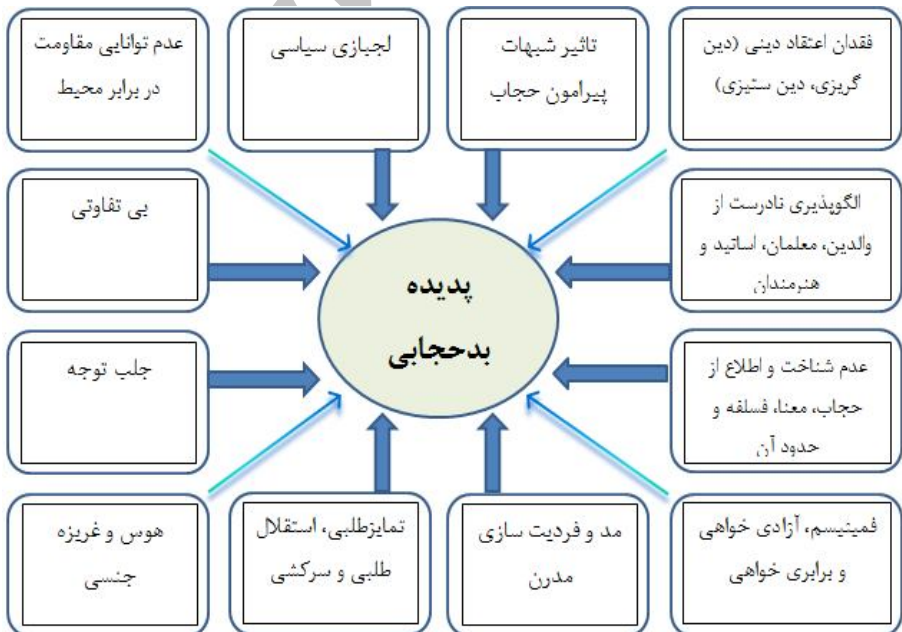 فقدان اعتقاد دینی (دین
گریزی، دین ستیزی)
تاثیر شبهات
پیرامون حجاب
لجبازی سیاسی
عدم توانایی مقاومت
در برابر محیط
الگوپذیری نادرست از
والدین، معلمان، اساتید و
هنرمندان
بی تفاوتی
پدیده
بدحجابی
عدم شناخت و اطلاع از
حجاب، معنا، فسلفه و
حدود آن
جلب توجه
فمینیسم، آزادی خواهی
و برابری خواهی
مد و فردیت سازی
مدرن
تمایزطلبی، استقلال
طلبی و سرکشی
هوس و غریزه
جنسی